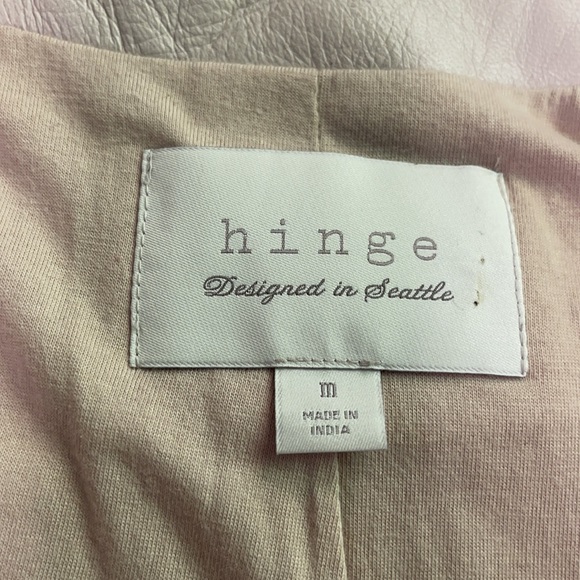 hinge
Designed in Seattle
m
MADE IN
INDIA